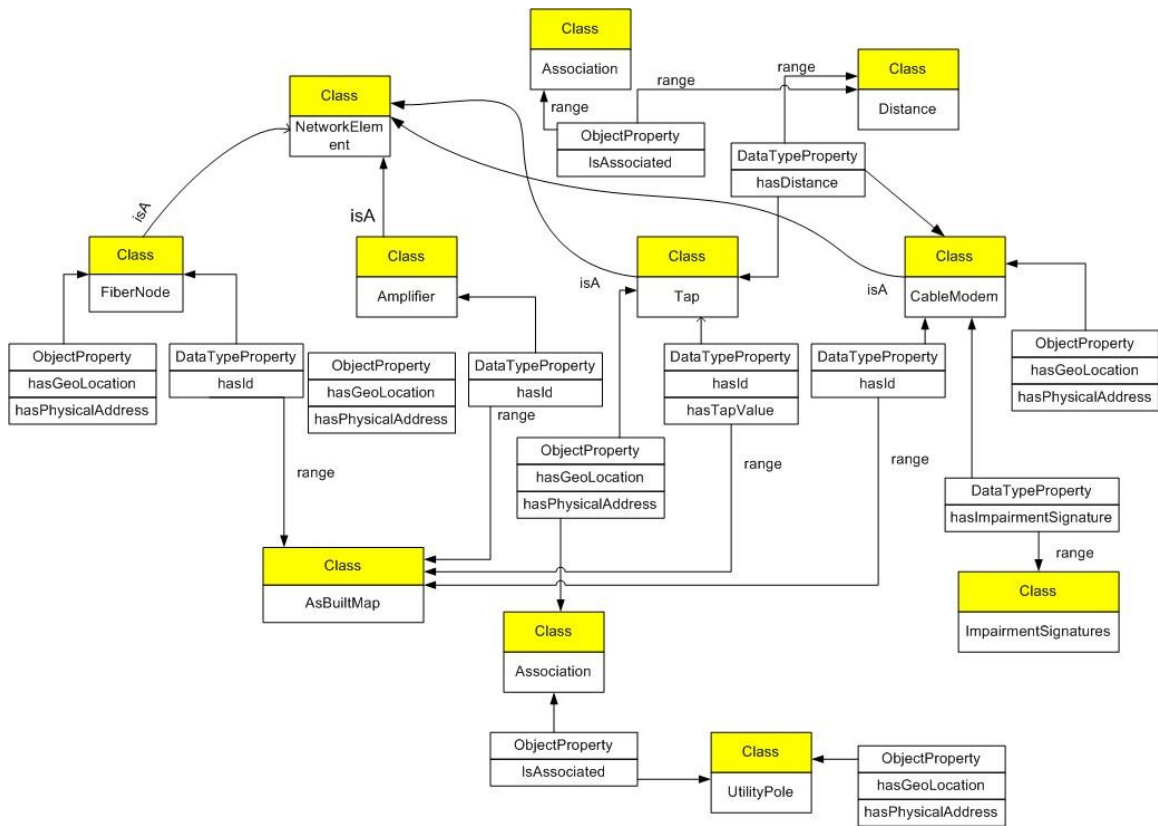 Class
Association
range
ObjectProperty
IsAssociated
range
range
Class
Distance
DataTypeProperty
hasDistance
Class
NetworkElem
ent
isA
isA
isA
isA
Class
FiberNode
Class
Amplifier
Class
Tap
Class
CableModem
ObjectProperty
hasGeoLocation
hasPhysicalAddress
DataTypeProperty
hasId
range
ObjectProperty
hasGeoLocation
hasPhysicalAddress
DataTypeProperty
hasId
range
ObjectProperty
hasGeoLocation
hasPhysicalAddress
DataTypeProperty
hasId
hasTapValue
range
DataTypeProperty
hasId
range
ObjectProperty
hasGeoLocation
hasPhysicalAddress
DataTypeProperty
hasImpairmentSignature
range
Class
ImpairmentSignatures
Class
AsBuiltMap
Class
Association
ObjectProperty
IsAssociated
Class
UtilityPole
ObjectProperty
hasGeoLocation
hasPhysicalAddress